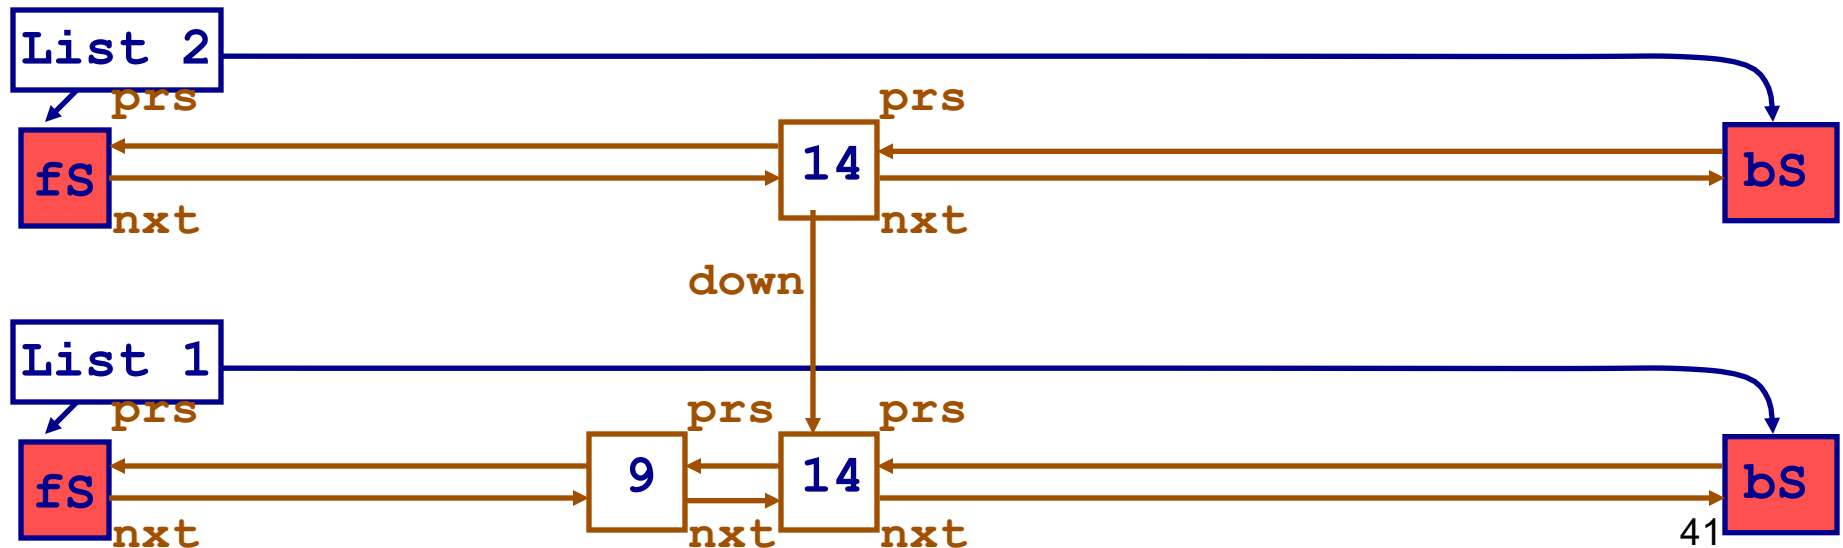 List 2
prs prs
fS 14 bS
nxt nxt
down
List 1
prs prs prs
fS 9 14 bS
nxt nxt nxt
41